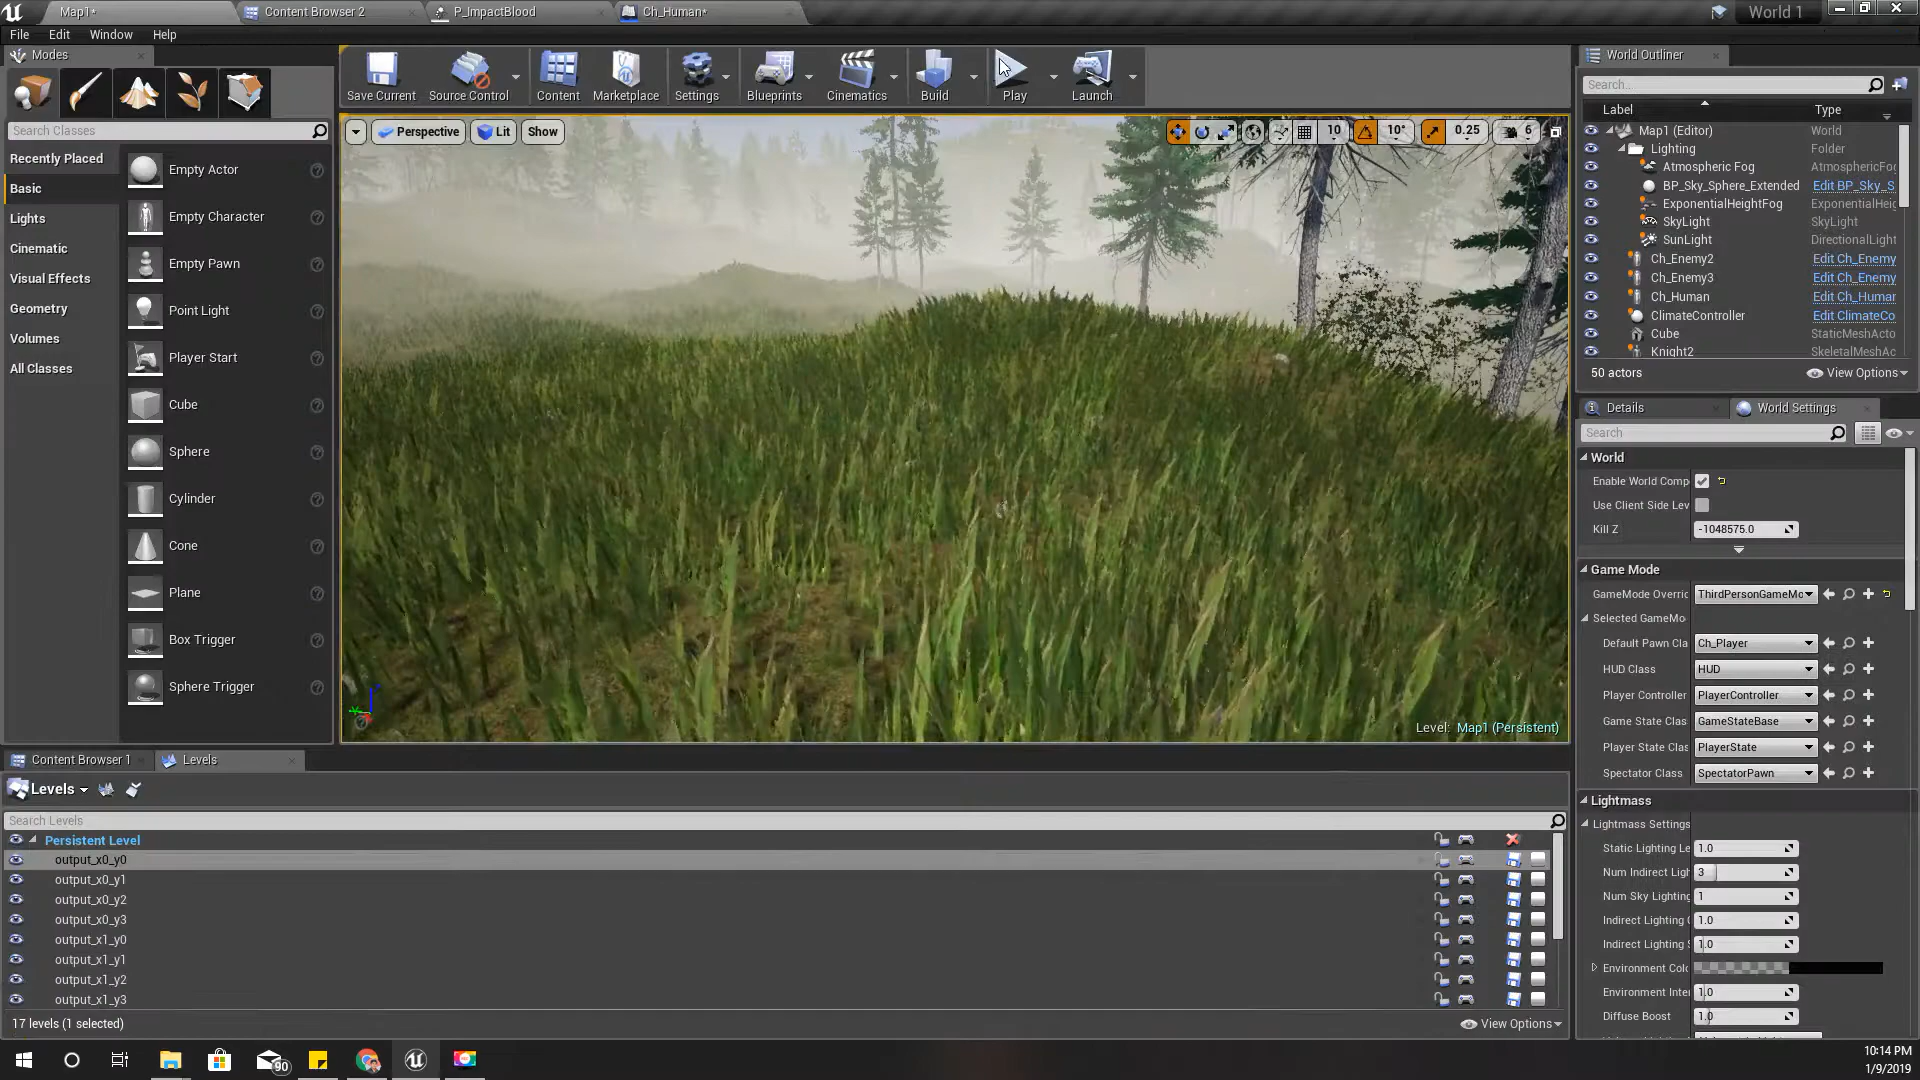 Map1*
Content Browser 2
P_ImpactBlood
Ch_Human*
World 1
File Edit Window Help
Modes
Search Classes
Recently Placed
Basic
Lights
Cinematic
Visual Effects
Geometry
Volumes
All Classes
Empty Actor
Empty Character
Empty Pawn
Point Light
Player Start
Cube
Sphere
Cylinder
Cone
Plane
Box Trigger
Sphere Trigger
Save Current
Source Control
Content
Marketplace
Settings
Blueprints
Cinematics
Build
Play
Launch
Perspective
Lit
Show
10
10°
0.25
6
Level: Map1 (Persistent)
World Outliner
Search...
Label Type
Map1 (Editor) World
Lighting Folder
Atmospheric Fog AtmosphericFog
BP_Sky_Sphere_Extended Edit BP_Sky_S
ExponentialHeightFog ExponentialHeig
SkyLight SkyLight
SunLight DirectionalLight
Ch_Enemy2 Edit Ch_Enemy
Ch_Enemy3 Edit Ch_Enemy
Ch_Human Edit Ch_Human
ClimateController Edit ClimateCo
Cube StaticMeshActo
Knight2 SkeletalMeshAc
50 actors
View Options
Details
World Settings
Search
World
Enable World Comp
Use Client Side Lev
Kill Z -1048575.0
Game Mode
GameMode Overric ThirdPersonGameMo
Selected GameMo
Default Pawn Cla Ch_Player
HUD Class HUD
Player Controller PlayerController
Game State Clas GameStateBase
Player State Clas PlayerState
Spectator Class SpectatorPawn
Lightmass
Lightmass Settings
Static Lighting Le 1.0
Num Indirect Ligh 3
Num Sky Lighting 1
Indirect Lighting Q 1.0
Indirect Lighting S 1.0
Environment Colo
Environment Inten 1.0
Diffuse Boost 1.0
Content Browser 1
Levels
Levels
Search Levels
Persistent Level
output_x0_y0
output_x0_y1
output_x0_y2
output_x0_y3
output_x1_y0
output_x1_y1
output_x1_y2
output_x1_y3
17 levels (1 selected)
View Options
90
10:14 PM
1/9/2019